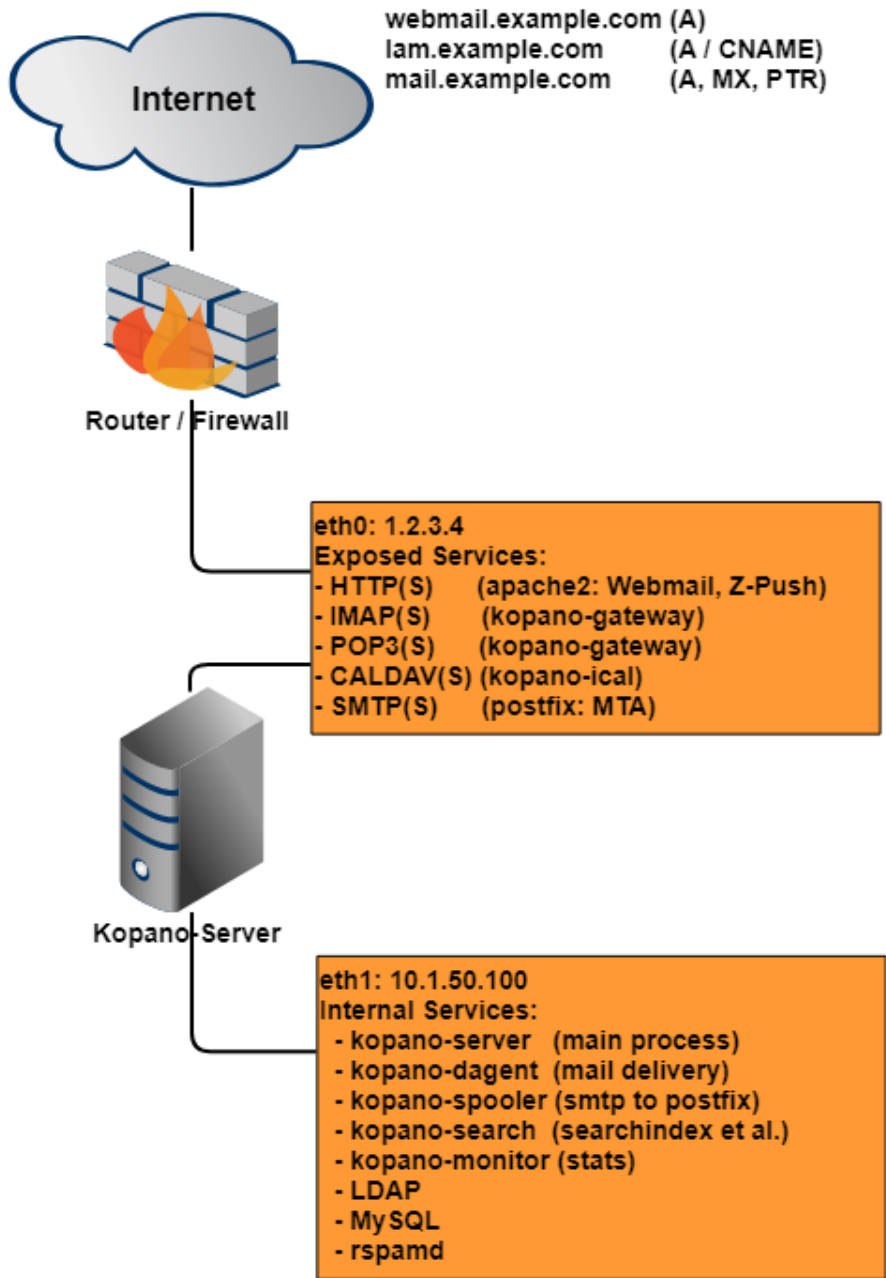 webmail.example.com (A)
lam.example.com (A / CNAME)
mail.example.com (A, MX, PTR)
Internet
Router / Firewall
eth0: 1.2.3.4
Exposed Services:
- HTTP(S) (apache2: Webmail, Z-Push)
- IMAP(S) (kopano-gateway)
- POP3(S) (kopano-gateway)
- CALDAV(S) (kopano-ical)
- SMTP(S) (postfix: MTA)
Kopano-Server
eth1: 10.1.50.100
Internal Services:
- kopano-server (main process)
- kopano-dagent (mail delivery)
- kopano-spooler (smtp to postfix)
- kopano-search (searchindex et al.)
- kopano-monitor (stats)
- LDAP
- MySQL
- rspamd